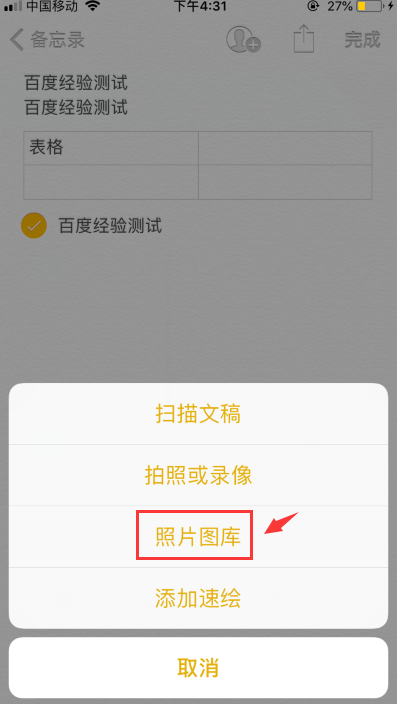 中国移动 下午4:31 27%
备忘录 完成
百度经验测试
百度经验测试
表格
百度经验测试
扫描文稿
拍照或录像
照片图库
添加速绘
取消